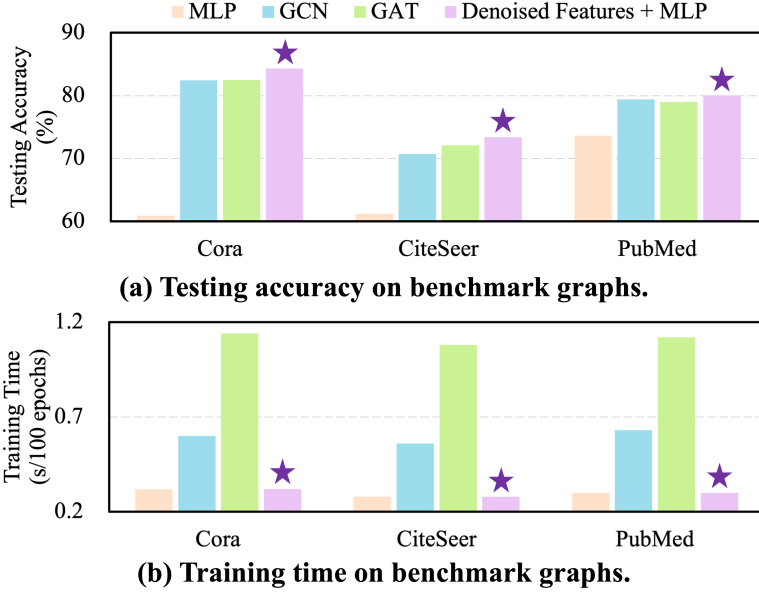 MLP GCN GAT Denoised Features + MLP
Testing Accuracy
(%)
90
80
70
60
Cora CiteSeer PubMed
(a) Testing accuracy on benchmark graphs.
Training Time
(s/100 epochs)
1.2
0.7
0.2
Cora CiteSeer PubMed
(b) Training time on benchmark graphs.